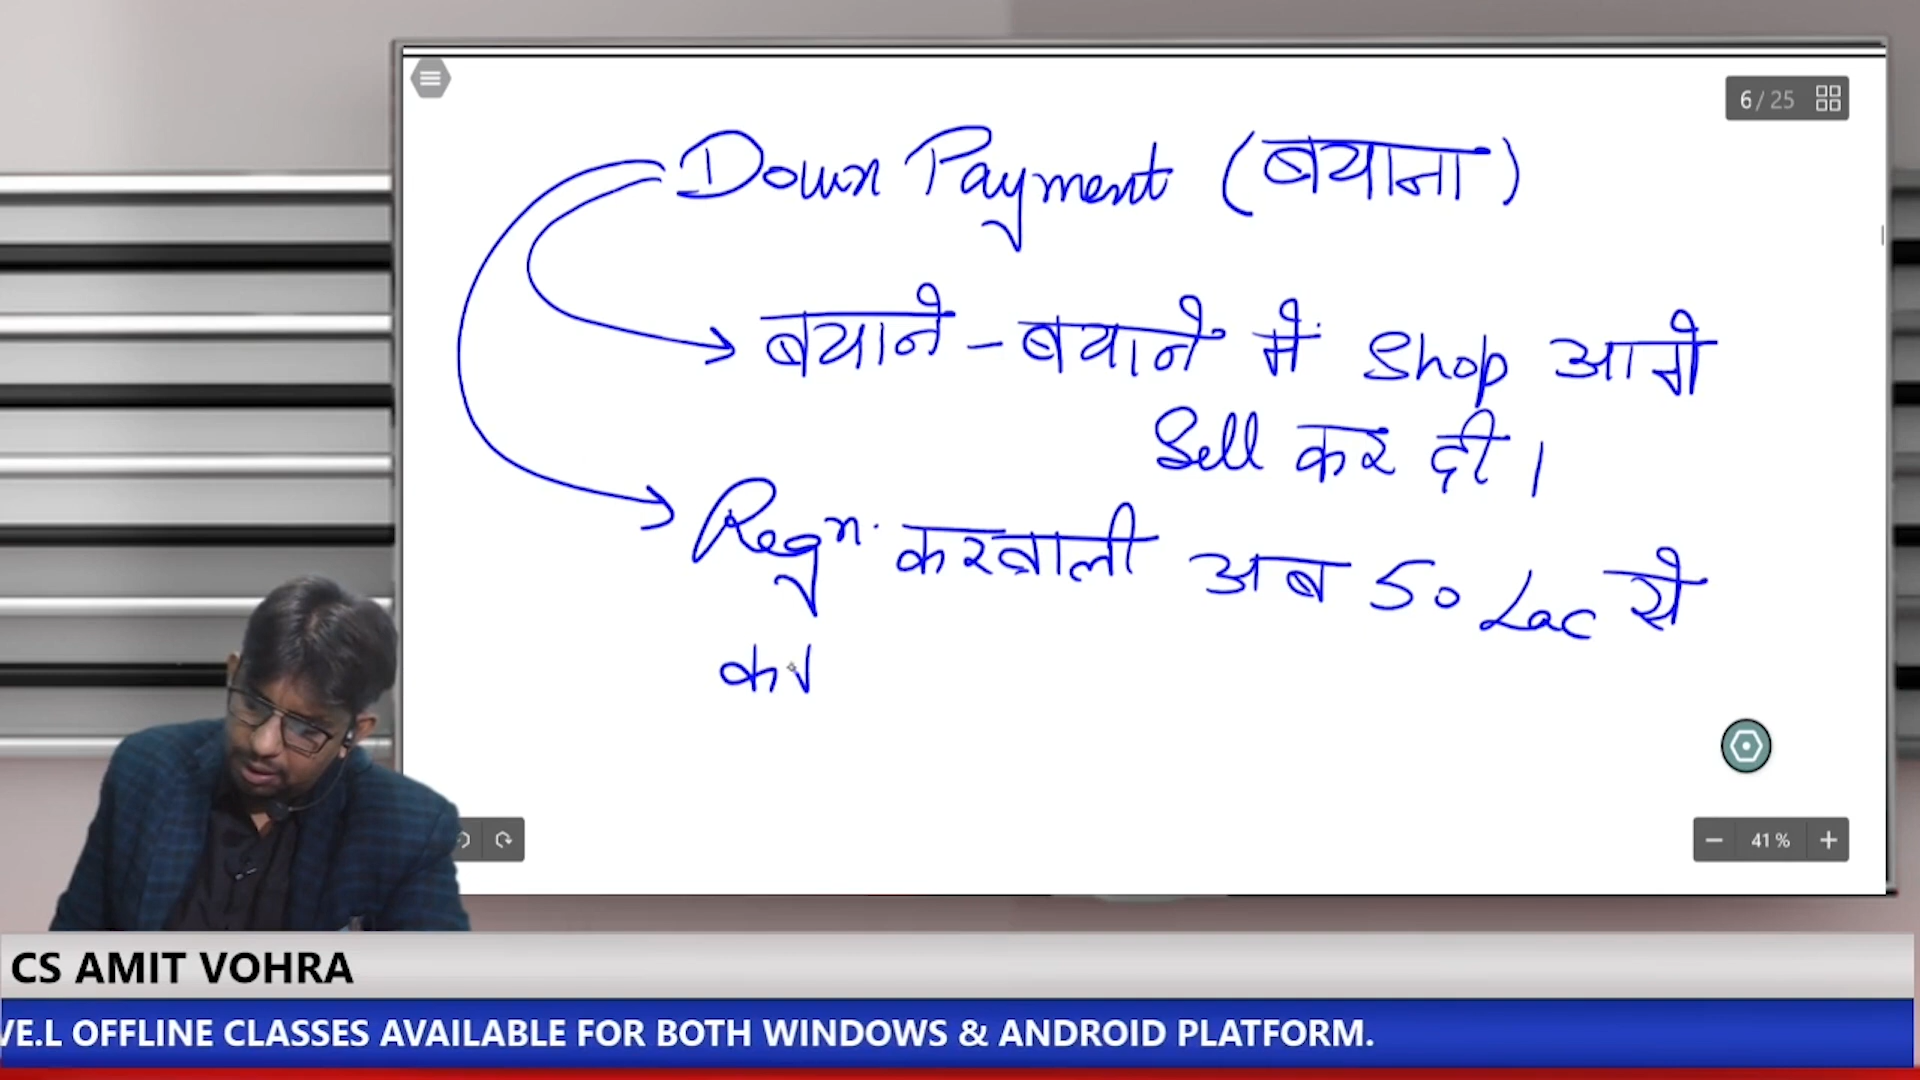 6 / 25
Down Payment (बयाना)
बयाने - बयाने में Shop आगे
Sell कर दी।
Regn. करवाली अब 50 Lac से
41 %
CS AMIT VOHRA
VE.L OFFLINE CLASSES AVAILABLE FOR BOTH WINDOWS & ANDROID PLATFORM.